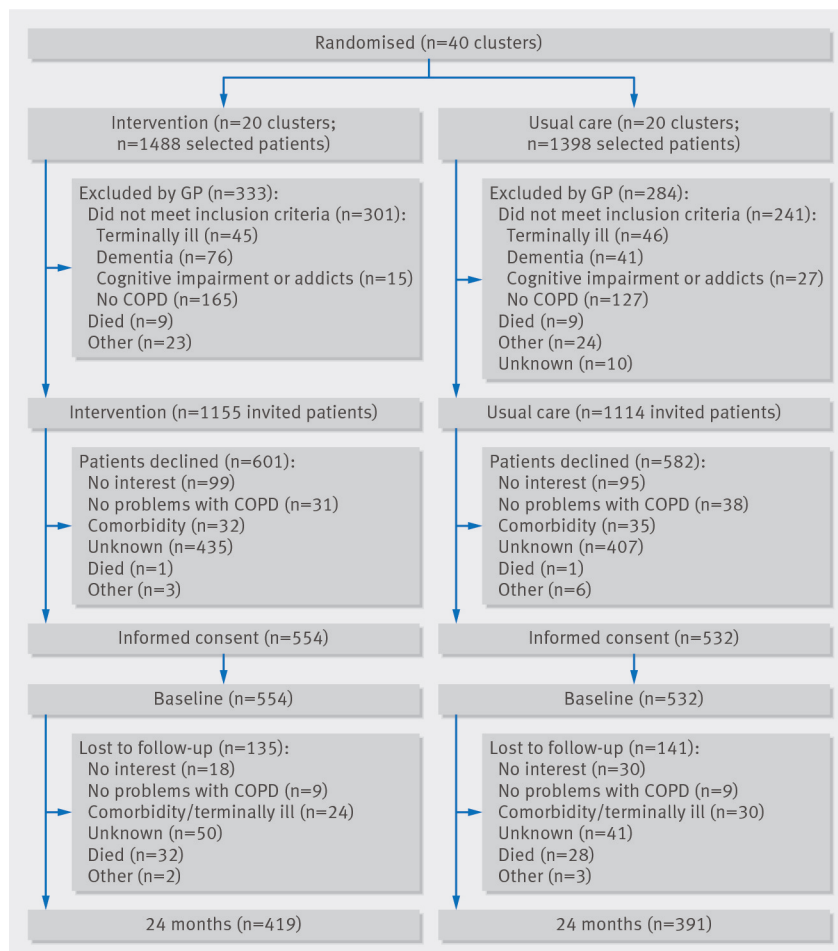 Randomised (n=40 clusters)
Intervention (n=20 clusters;
n=1488 selected patients)
Excluded by GP (n=333):
Did not meet inclusion criteria (n=301):
Terminally ill (n=45)
Dementia (n=76)
Cognitive impairment or addicts (n=15)
No COPD (n=165)
Died (n=9)
Other (n=23)
Intervention (n=1155 invited patients)
Patients declined (n=601):
No interest (n=99)
No problems with COPD (n=31)
Comorbidity (n=32)
Unknown (n=435)
Died (n=1)
Other (n=3)
Informed consent (n=554)
Baseline (n=554)
Lost to follow-up (n=135):
No interest (n=18)
No problems with COPD (n=9)
Comorbidity/terminally ill (n=24)
Unknown (n=50)
Died (n=32)
Other (n=2)
24 months (n=419)
Usual care (n=20 clusters;
n=1398 selected patients)
Excluded by GP (n=284):
Did not meet inclusion criteria (n=241):
Terminally ill (n=46)
Dementia (n=41)
Cognitive impairment or addicts (n=27)
No COPD (n=127)
Died (n=9)
Other (n=24)
Unknown (n=10)
Usual care (n=1114 invited patients)
Patients declined (n=582):
No interest (n=95)
No problems with COPD (n=38)
Comorbidity (n=35)
Unknown (n=407)
Died (n=1)
Other (n=6)
Informed consent (n=532)
Baseline (n=532)
Lost to follow-up (n=141):
No interest (n=30)
No problems with COPD (n=9)
Comorbidity/terminally ill (n=30)
Unknown (n=41)
Died (n=28)
Other (n=3)
24 months (n=391)